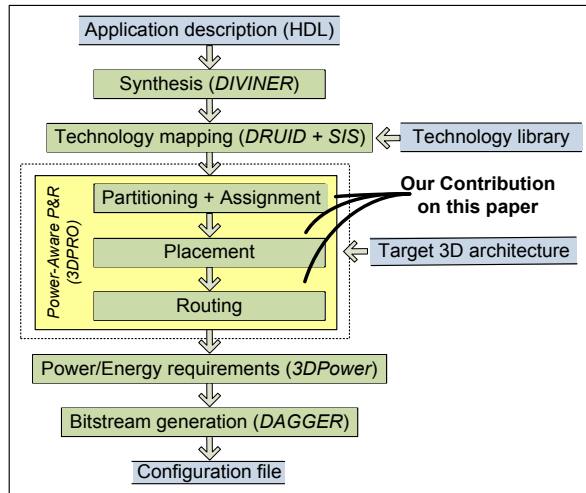 Application description (HDL)
Synthesis (DIVINER)
Technology mapping (DRUID + SIS)
Technology library
Power-Aware P&R
(3DPRO)
Partitioning + Assignment
Our Contribution
on this paper
Placement
Target 3D architecture
Routing
Power/Energy requirements (3DPower)
Bitstream generation (DAGGER)
Configuration file